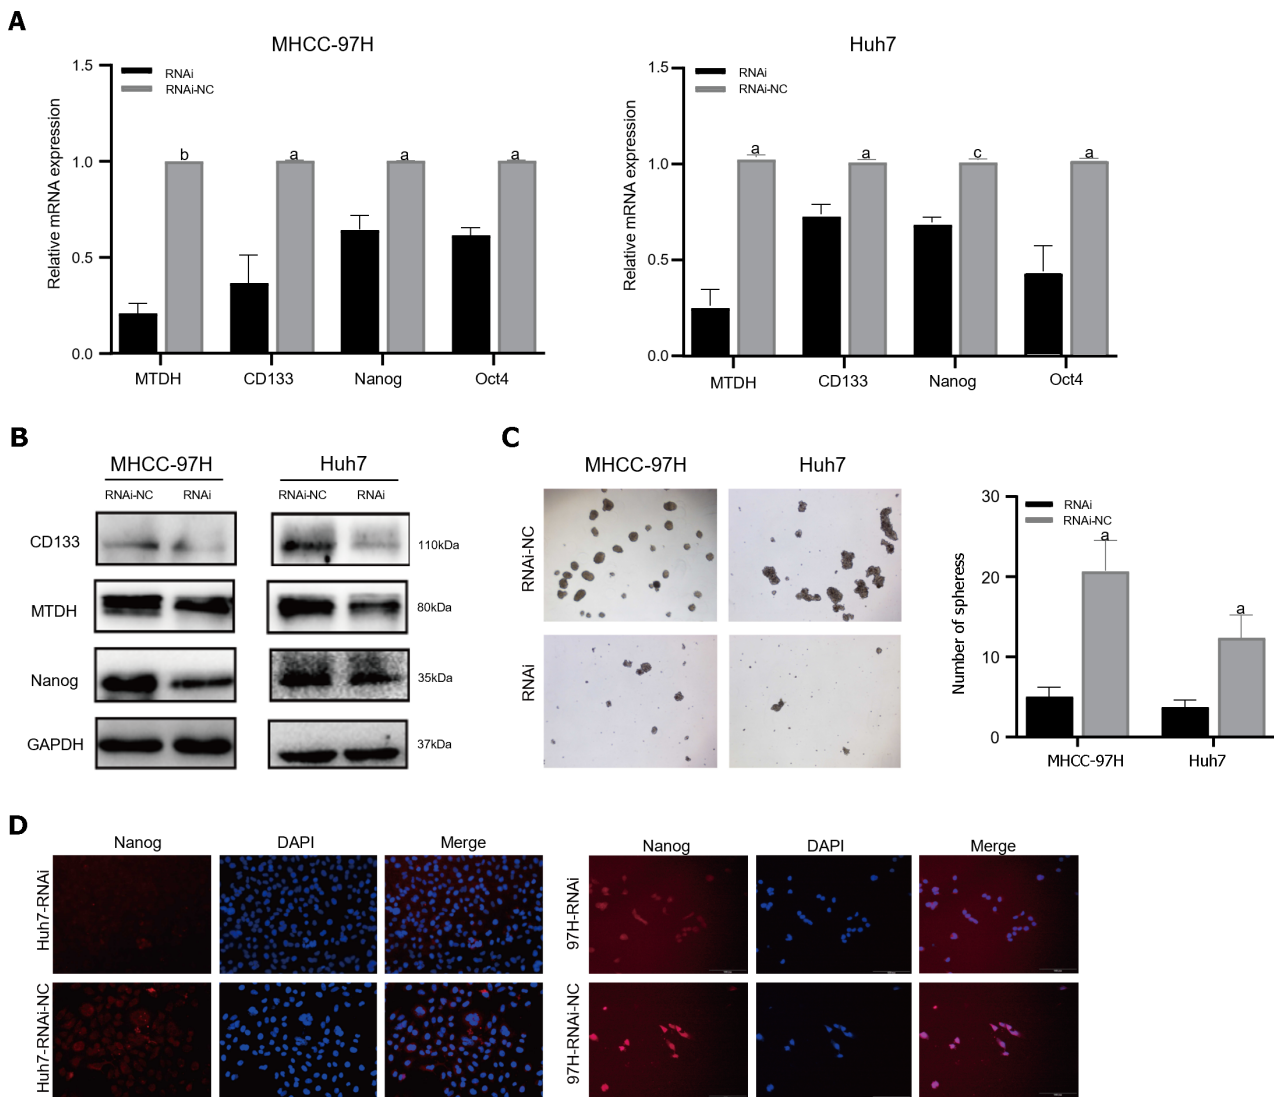 A
MHCC-97H
Huh7
1.5
RNAi
RNAi-NC
Relative mRNA expression
b
a
a
a
1.0
0.5
0.0
MTDH
CD133
Nanog
Oct4
1.5
RNAi
RNAi-NC
Relative mRNA expression
a
a
c
a
1.0
0.5
0.0
MTDH
CD133
Nanog
Oct4
B
MHCC-97H
Huh7
RNAi-NC
RNAi
RNAi-NC
RNAi
CD133
110kDa
MTDH
80kDa
Nanog
35kDa
GAPDH
37kDa
C
MHCC-97H
Huh7
RNAi-NC
RNAi
30
RNAi
RNAi-NC
a
a
20
10
0
Number of spheress
MHCC-97H
Huh7
D
Nanog
DAPI
Merge
Nanog
DAPI
Merge
Huh7-RNAi
97H-RNAi
Huh7-RNAi-NC
97H-RNAi-NC